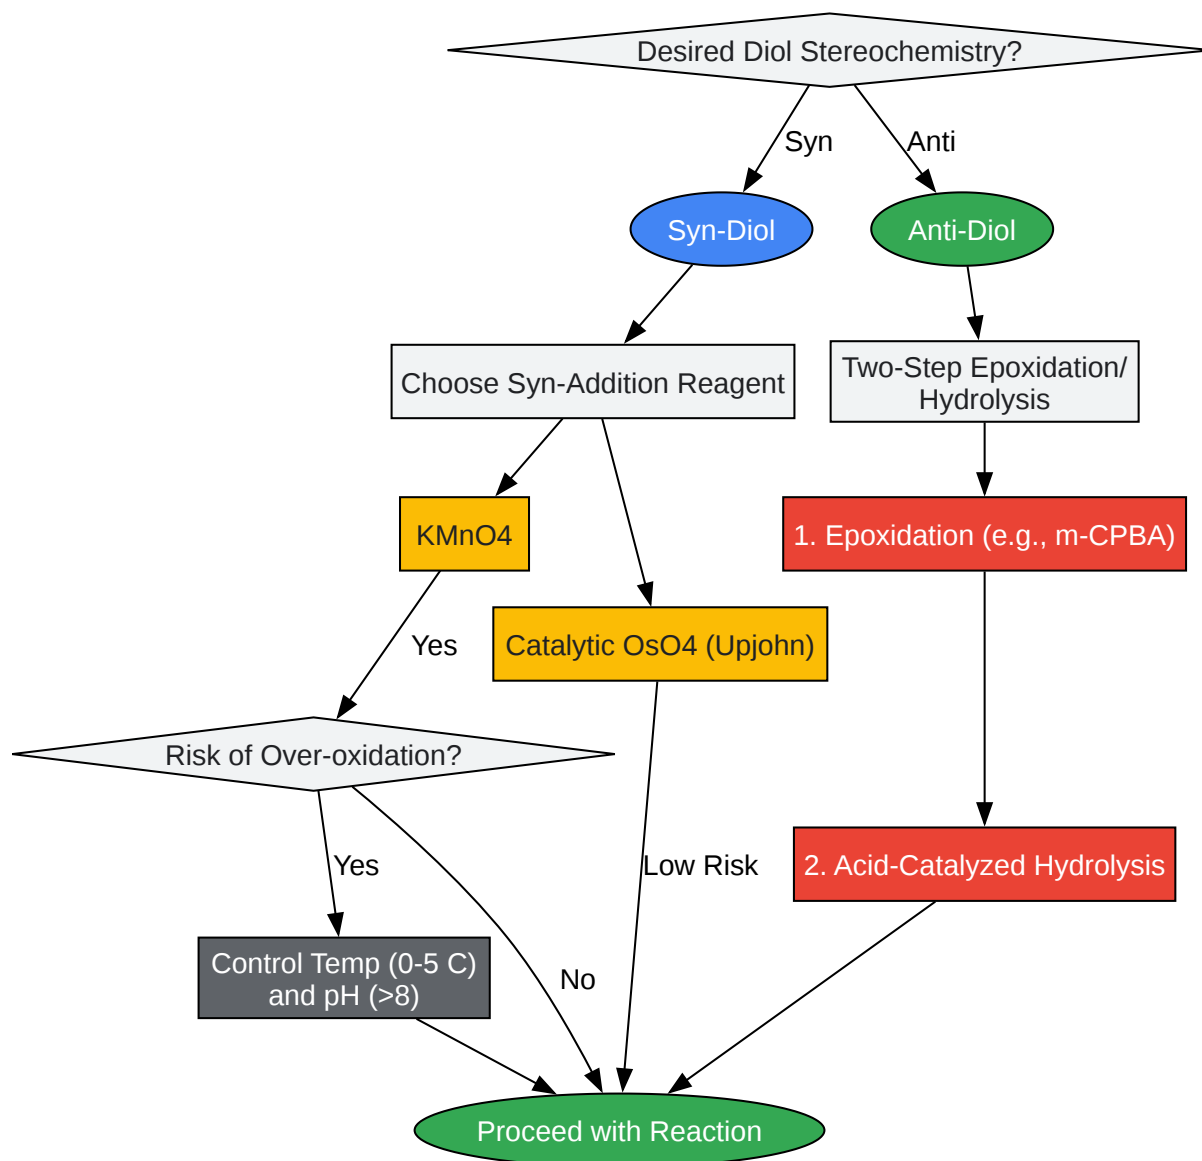 Desired Diol Stereochemistry?
Syn
Anti
Syn-Diol
Anti-Diol
Choose Syn-Addition Reagent
Two-Step Epoxidation/
Hydrolysis
KMnO4
1. Epoxidation (e.g., m-CPBA)
Yes
Catalytic OsO4 (Upjohn)
Risk of Over-oxidation?
Yes
Low Risk
2. Acid-Catalyzed Hydrolysis
Control Temp (0-5 C)
and pH (>8)
No
Proceed with Reaction